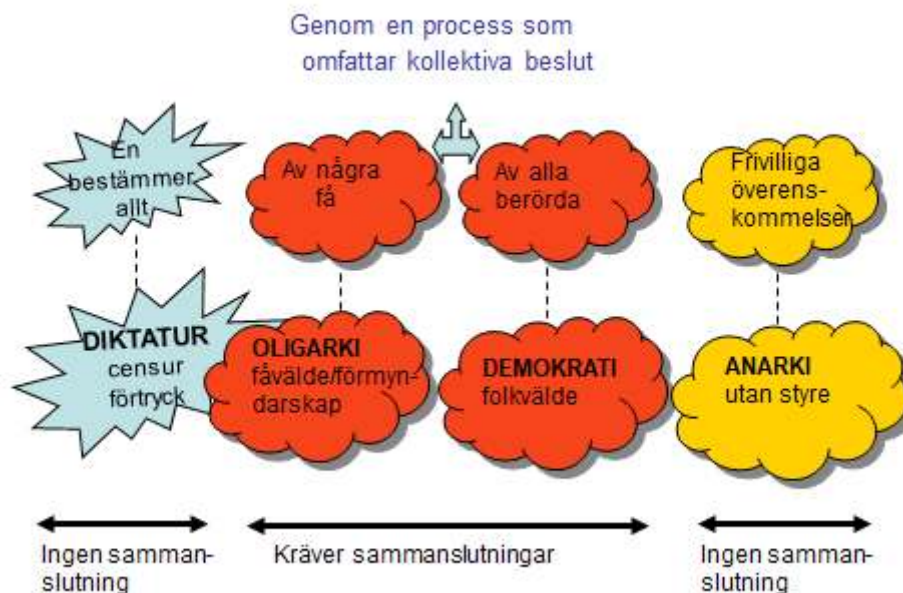 Genom en process som
omfattar kollektiva beslut
En
bestämmer
allt
Av några
få
Av alla
berörda
Frivilliga
överens-
kommelser
DIKTATUR
censur
förtryck
OLIGARKI
fåvälde/förmyn-
darskap
DEMOKRATI
folkvälde
ANARKI
utan styre
Ingen samman-
slutning
Kräver sammanslutningar
Ingen samman-
slutning